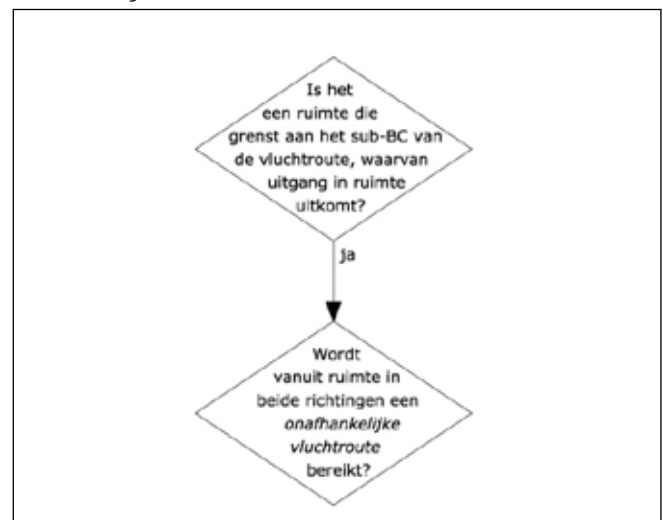 Is het
een ruimte die
grenst aan het sub-BC van
de vluchtroute, waarvan
uitgang in ruimte
uitkomt?
ja
Wordt
vanuit ruimte in
beide richtingen een
onafhankelijke
vluchtroute
bereikt?